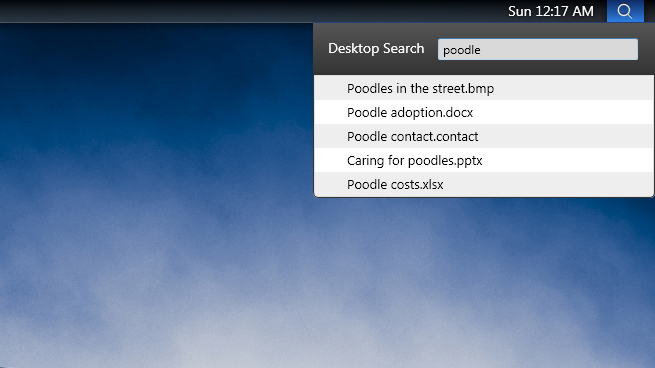 Sun 12:17 AM
Desktop Search
poodle
Poodles in the street.bmp
Poodle adoption.docx
Poodle contact.contact
Caring for poodles.pptx
Poodle costs.xlsx